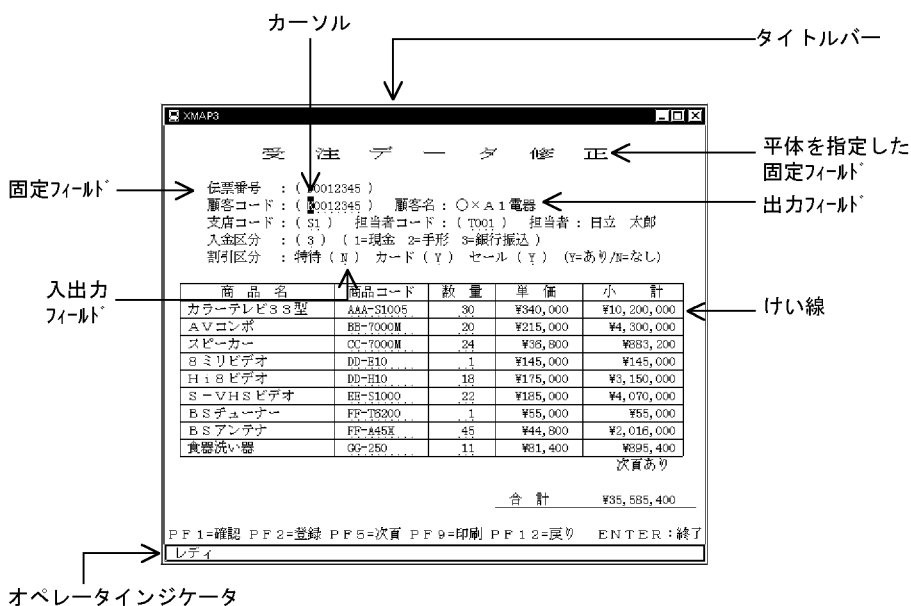 カーソル
タイトルバー
XMAP3
受注データ修正
平体を指定した
固定フィールド
固定フィールド
伝票番号 : ( K0012345 )
顧客コード : ( K0012345 ) 顧客名 : ○×A1電器
出力フィールド
支店コード : ( S1 ) 担当者コード : ( T001 ) 担当者 : 日立 太郎
入金区分 : ( 3 ) ( 1=現金 2=手形 3=銀行振込 )
割引区分 : 特待 ( N ) カード ( Y ) セール ( Y ) (Y=あり/N=なし)
入出力
フィールド
商品名 商品コード 数量 単価 小計
カラーテレビ33型 AAA-S1005 30 ¥340,000 ¥10,200,000
けい線
AVコンポ BB-7000M 20 ¥215,000 ¥4,300,000
スピーカー CC-7000M 24 ¥36,800 ¥883,200
8ミリビデオ DD-E10 1 ¥145,000 ¥145,000
Hi8ビデオ DD-H10 18 ¥175,000 ¥3,150,000
S-VHSビデオ EE-S1000 22 ¥185,000 ¥4,070,000
BSチューナー FF-T6200 1 ¥55,000 ¥55,000
BSアンテナ FF-A45X 45 ¥44,800 ¥2,016,000
食器洗い器 GG-250 11 ¥81,400 ¥895,400
次頁あり
合計 ¥35,585,400
PF1=確認 PF2=登録 PF5=次頁 PF9=印刷 PF12=戻り ENTER:終了
レディ
オペレータインジケータ